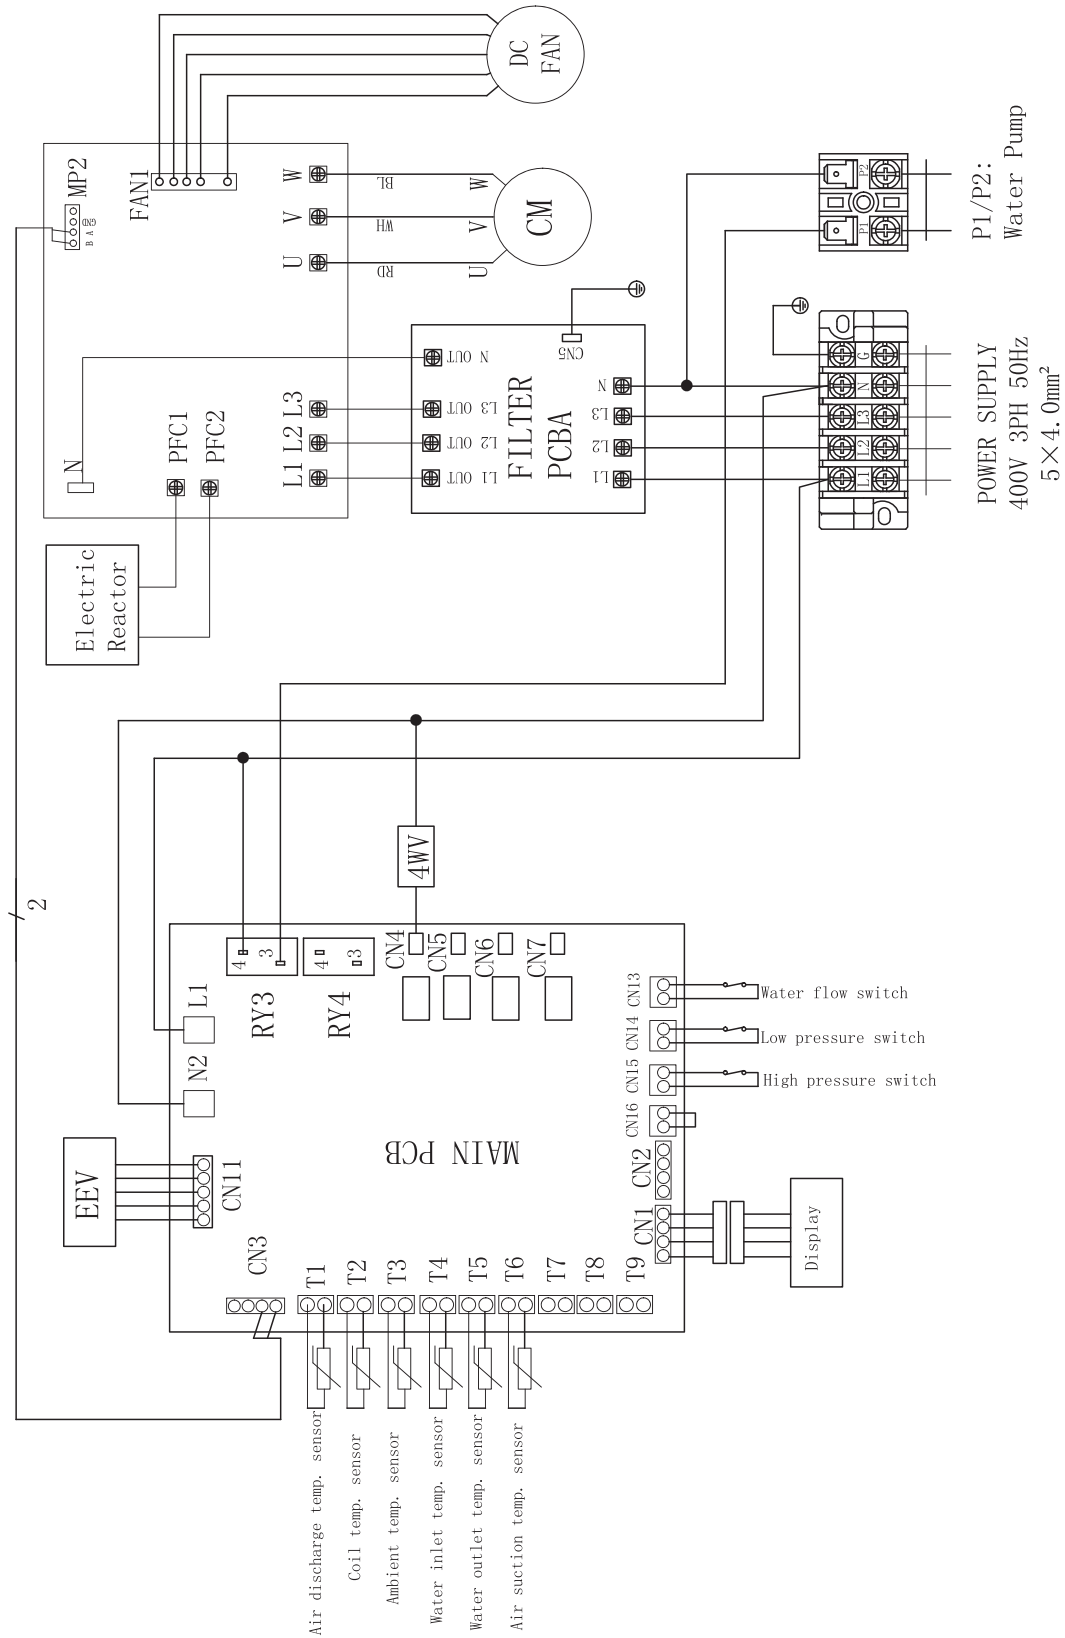 DC
FAN
MP2
GND
B A
FAN1
W
V
U
BL
WH
RD
W
V
U
CM
P2
P1
P1/P2:
Water Pump
N
PFC1
PFC2
L1 L2 L3
N OUT
L3 OUT
L2 OUT
L1 OUT
CN5
FILTER
PCBA
N
L3
L2
L1
G
N
L3
L2
L1
POWER SUPPLY
400V 3PH 50Hz
5×4.0mm²
Electric
Reactor
2
4WV
L1
N2
4
3
RY3
4
3
RY4
CN4
CN5
CN6
CN7
CN13
CN14
CN15
CN16
CN2
CN1
Water flow switch
Low pressure switch
High pressure switch
MAIN PCB
EEV
CN11
CN3
T1
T2
T3
T4
T5
T6
T7
T8
T9
Display
Air discharge temp. sensor
Coil temp. sensor
Ambient temp. sensor
Water inlet temp. sensor
Water outlet temp. sensor
Air suction temp. sensor